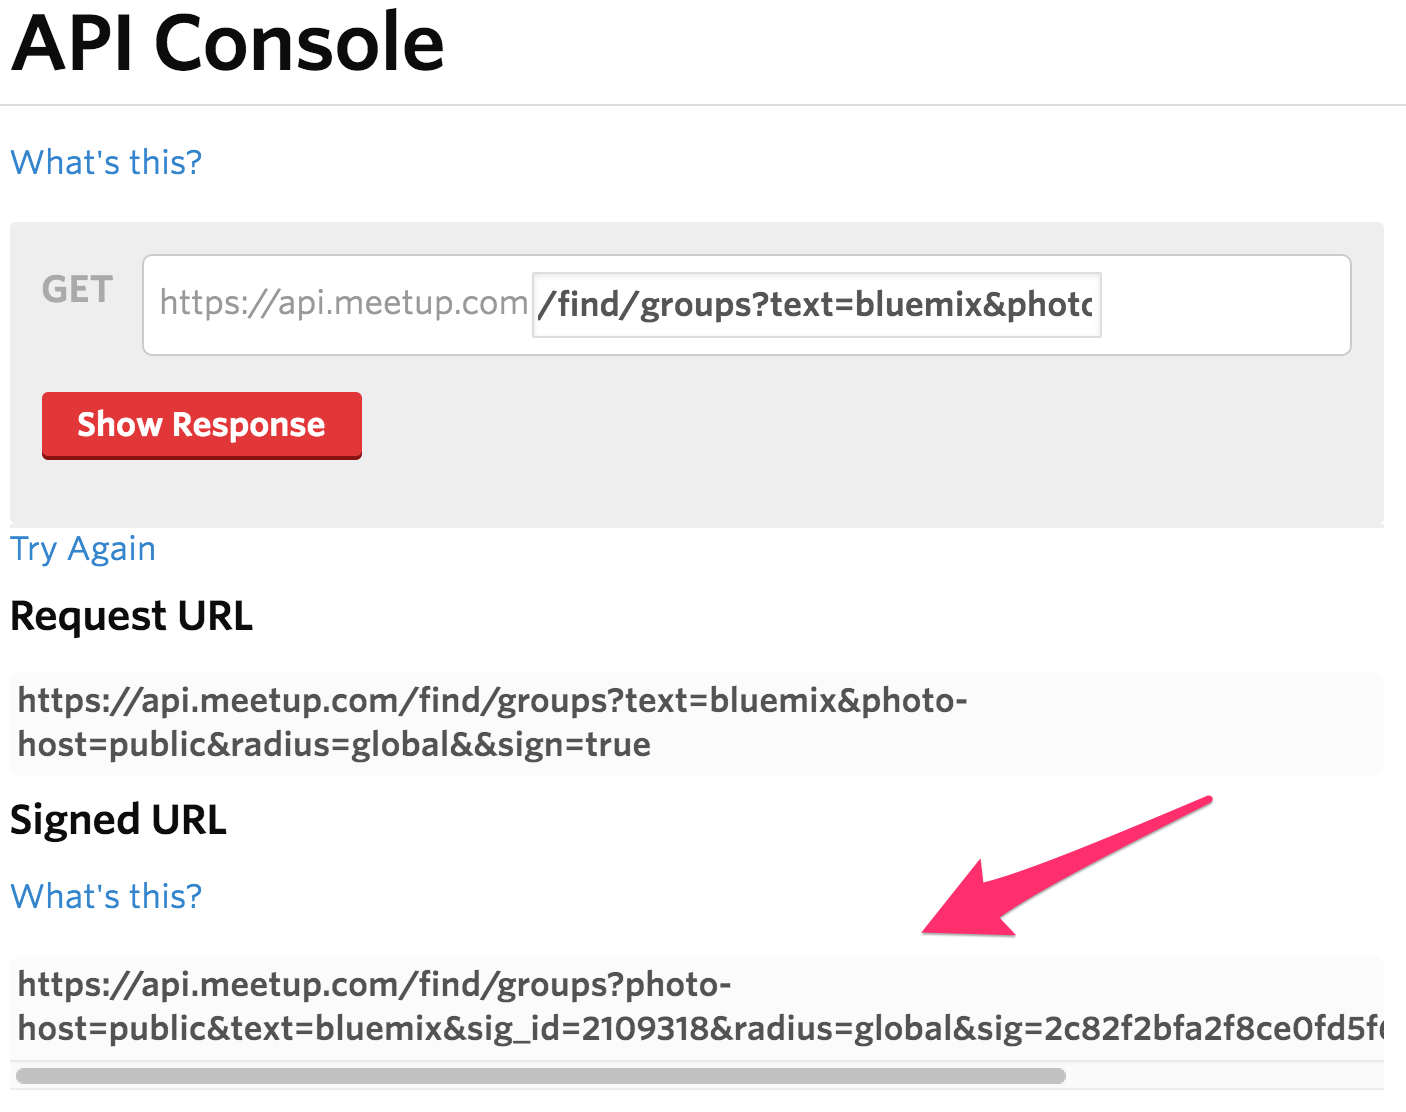 API Console
What's this?
GET
https://api.meetup.com/find/groups?text=bluemix&photo
Show Response
Try Again
Request URL
https://api.meetup.com/find/groups?text=bluemix&photo-
host=public&radius=global&&sign=true
Signed URL
What's this?
https://api.meetup.com/find/groups?photo-
host=public&text=bluemix&sig_id=2109318&radius=global&sig=2c82f2bfa2f8ce0fd5f